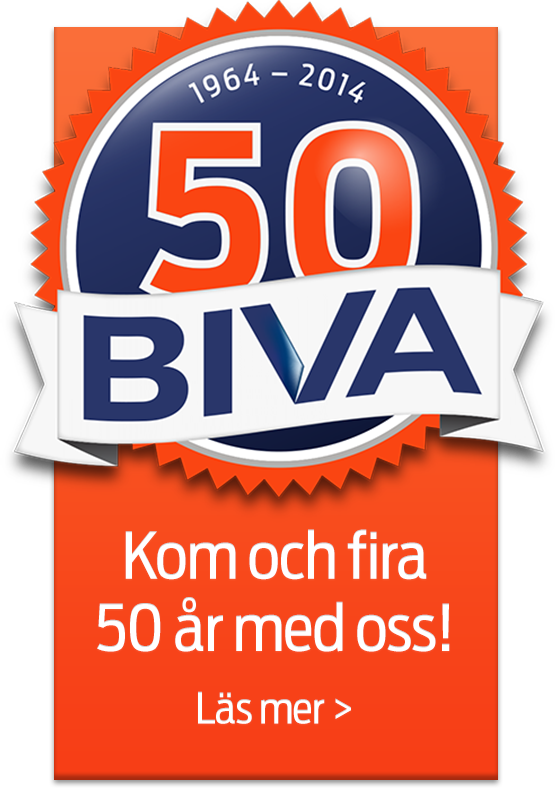 1964 – 2014
50
BIVA
Kom och fira
50 år med oss!
Läs mer >